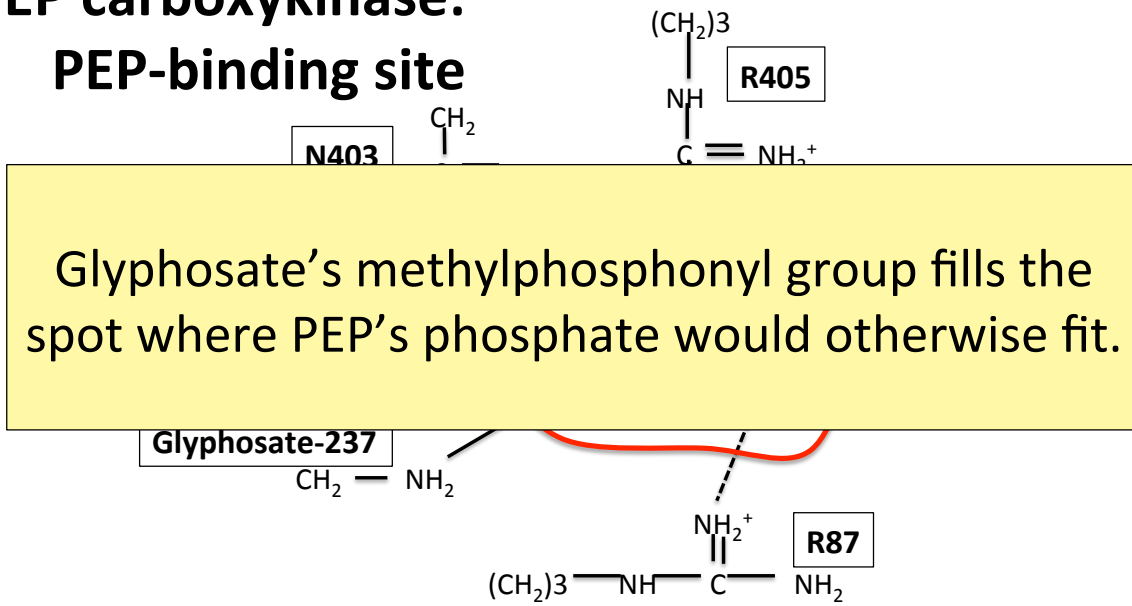 EP carboxykinase:
PEP-binding site
(CH₂)3
R405
NH
CH₂
N403
C NH₂⁺
Glyphosate’s methylphosphonyl group fills the
spot where PEP’s phosphate would otherwise fit.
Glyphosate-237
CH₂ NH₂
NH₂⁺
R87
(CH₂)3 NH C NH₂